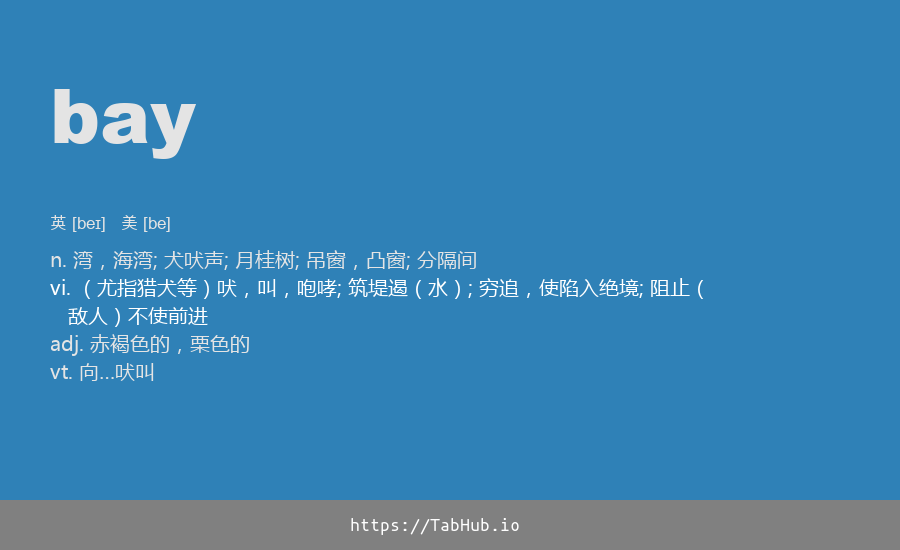 bay
英 [beɪ] 美 [be]
n. 湾，海湾; 犬吠声; 月桂树; 吊窗，凸窗; 分隔间
vi. （尤指猎犬等）吠，叫，咆哮; 筑堤遏（水）; 穷追，使陷入绝境; 阻止（
敌人）不使前进
adj. 赤褐色的，栗色的
vt. 向…吠叫
https://TabHub.io